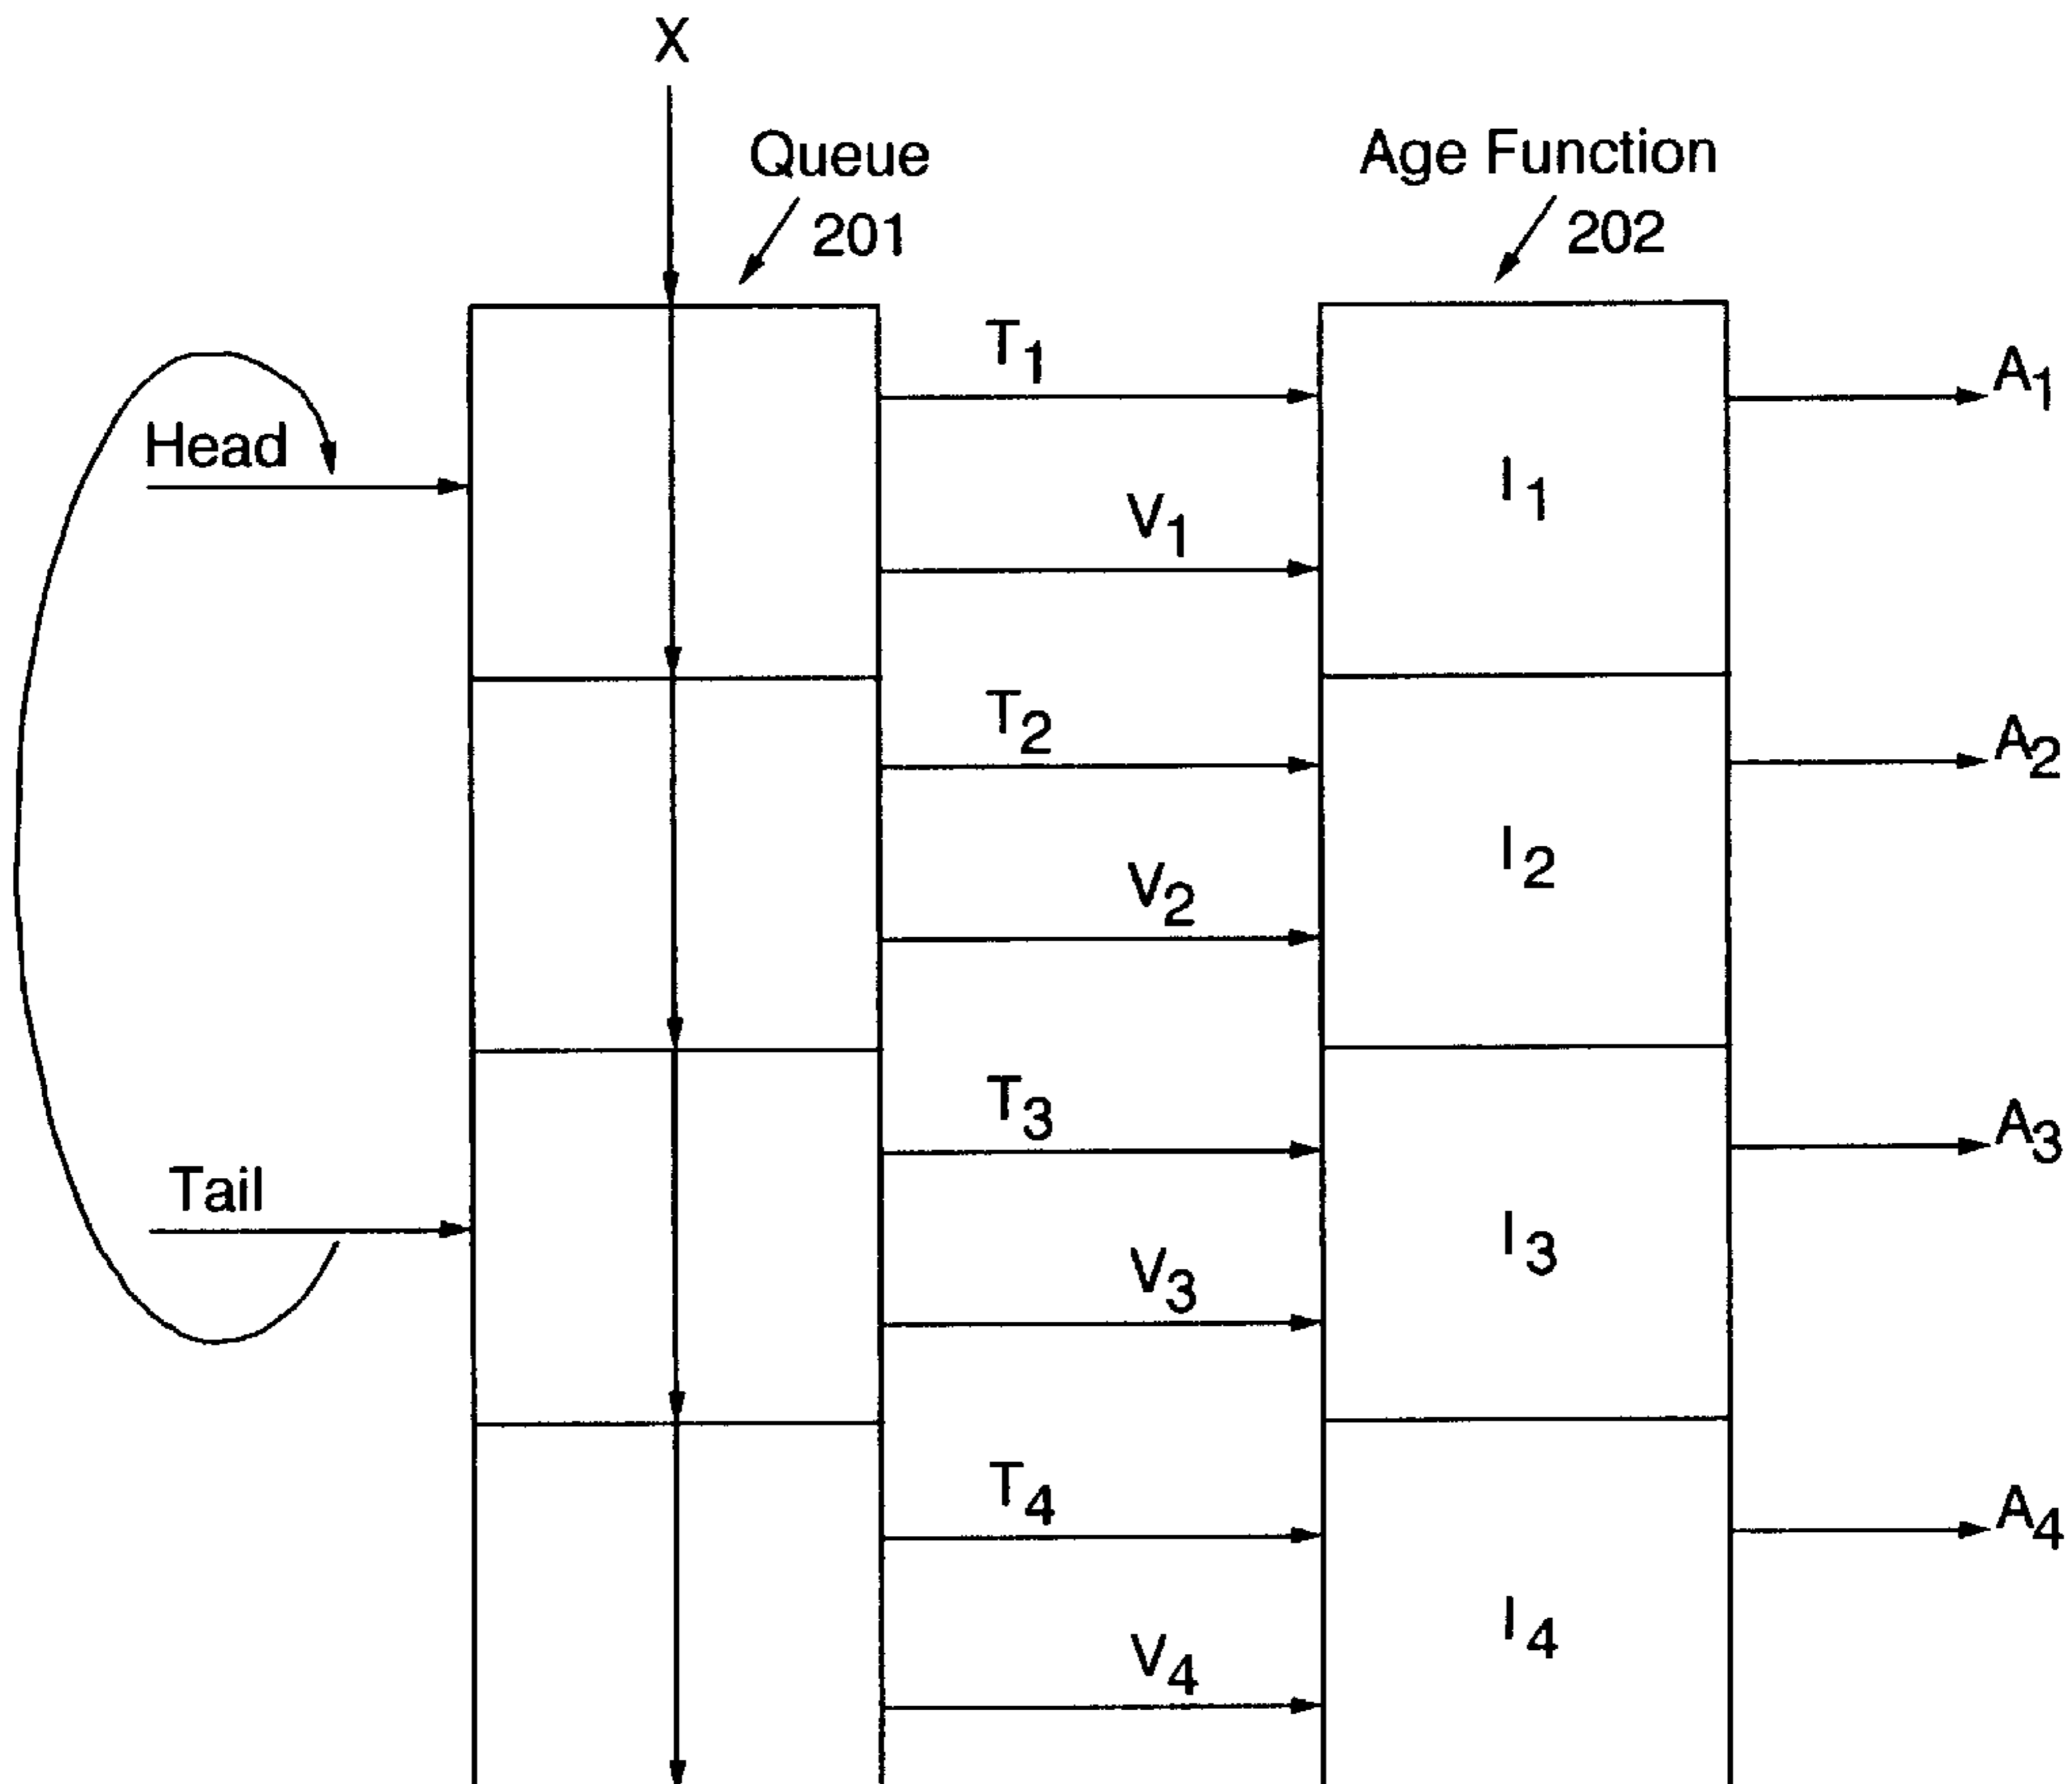 X
Queue
201
Age Function
202
T1
A1
Head
I1
V1
T2
A2
I2
V2
T3
A3
Tail
I3
V3
T4
A4
I4
V4